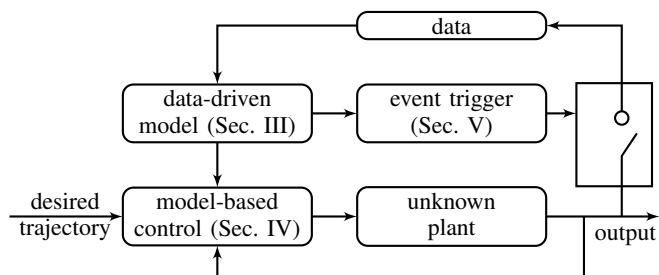 data
data-driven
model (Sec. III)
event trigger
(Sec. V)
desired
trajectory
model-based
control (Sec. IV)
unknown
plant
output